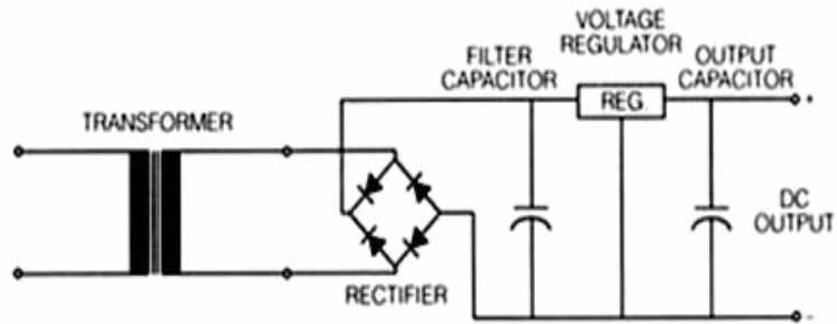 VOLTAGE
REGULATOR
FILTER
CAPACITOR
OUTPUT
CAPACITOR
REG.
+
TRANSFORMER
DC
OUTPUT
RECTIFIER
-